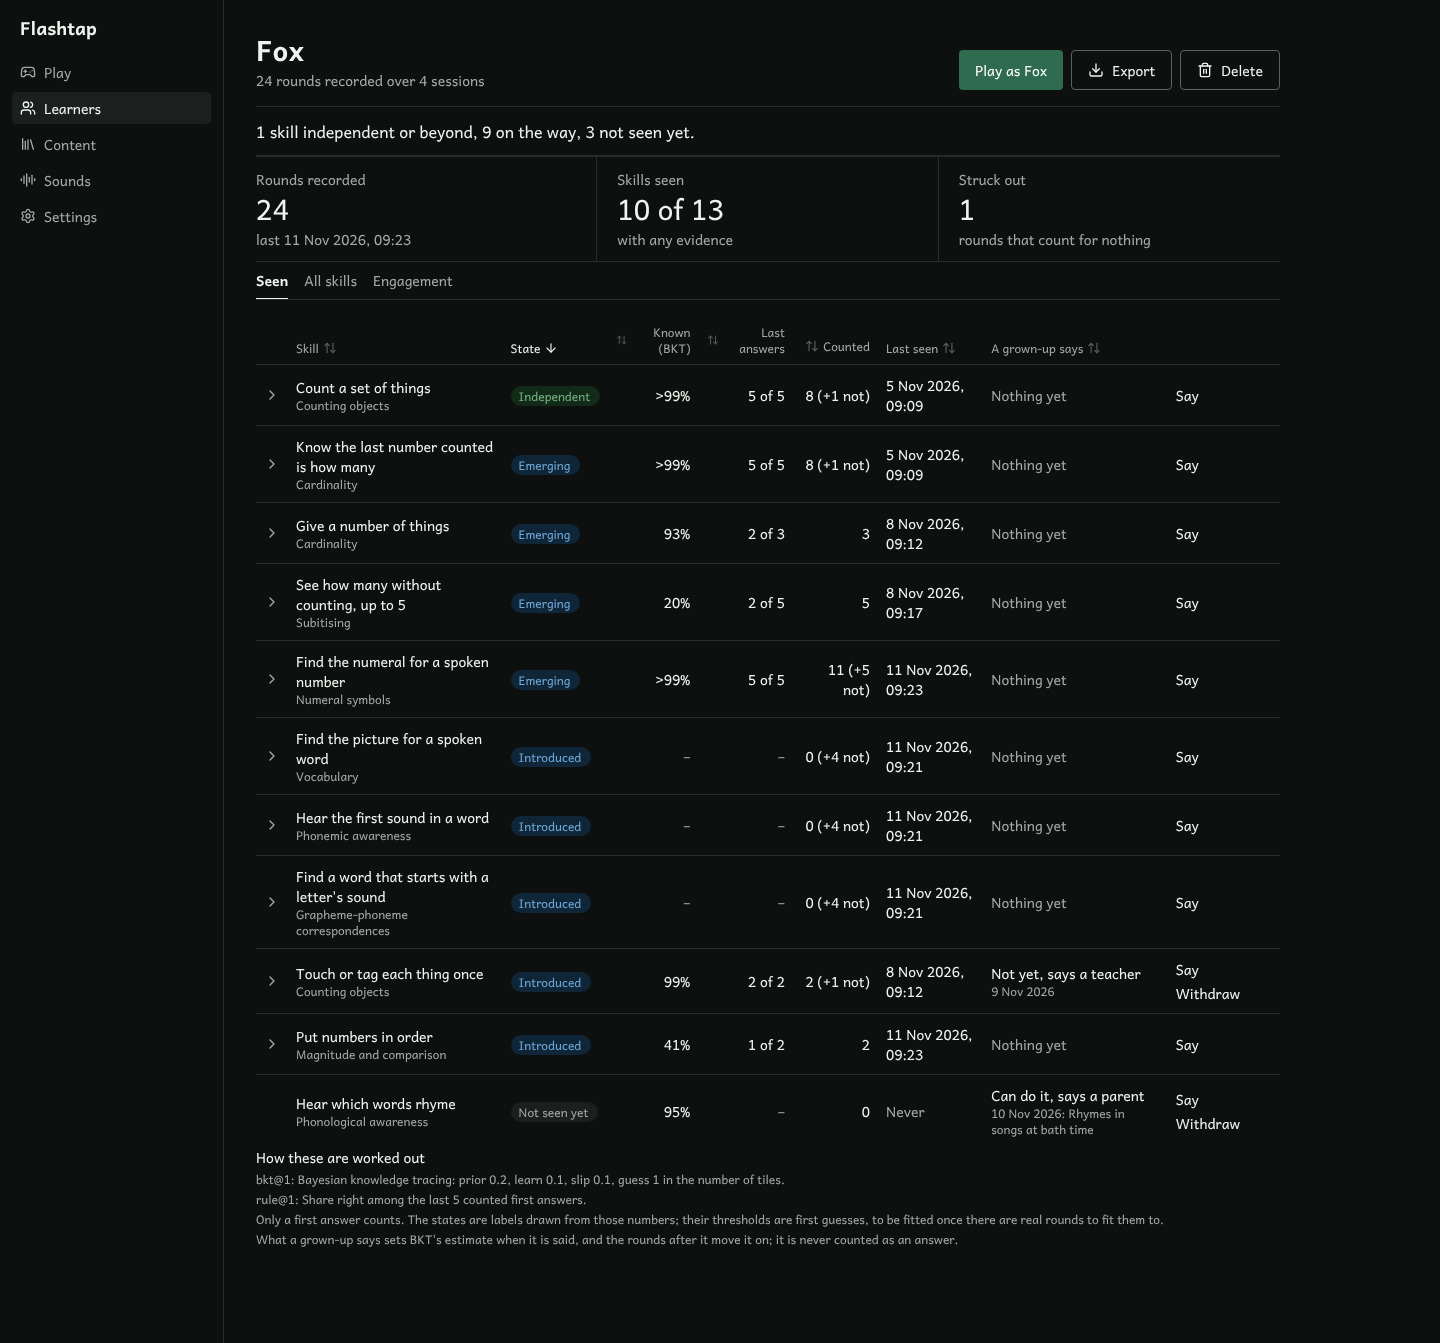 Flashtap
Play
Learners
Content
Sounds
Settings
Fox
24 rounds recorded over 4 sessions
Play as Fox
Export
Delete
1 skill independent or beyond, 9 on the way, 3 not seen yet.
Rounds recorded
24
last 11 Nov 2026, 09:23
Skills seen
10 of 13
with any evidence
Struck out
1
rounds that count for nothing
Seen
All skills
Engagement
Skill
State
Known
(BKT)
Last
answers
Counted
Last seen
A grown-up says
Count a set of things
Counting objects
Independent
>99%
5 of 5
8 (+1 not)
5 Nov 2026,
09:09
Nothing yet
Say
Know the last number counted
is how many
Cardinality
Emerging
>99%
5 of 5
8 (+1 not)
5 Nov 2026,
09:09
Nothing yet
Say
Give a number of things
Cardinality
Emerging
93%
2 of 3
3
8 Nov 2026,
09:12
Nothing yet
Say
See how many without
counting, up to 5
Subitising
Emerging
20%
2 of 5
5
8 Nov 2026,
09:17
Nothing yet
Say
Find the numeral for a spoken
number
Numeral symbols
Emerging
>99%
5 of 5
11 (+5
not)
11 Nov 2026,
09:23
Nothing yet
Say
Find the picture for a spoken
word
Vocabulary
Introduced
–
–
0 (+4 not)
11 Nov 2026,
09:21
Nothing yet
Say
Hear the first sound in a word
Phonemic awareness
Introduced
–
–
0 (+4 not)
11 Nov 2026,
09:21
Nothing yet
Say
Find a word that starts with a
letter's sound
Grapheme-phoneme
correspondences
Introduced
–
–
0 (+4 not)
11 Nov 2026,
09:21
Nothing yet
Say
Touch or tag each thing once
Counting objects
Introduced
99%
2 of 2
2 (+1 not)
8 Nov 2026,
09:12
Not yet, says a teacher
9 Nov 2026
Say
Withdraw
Put numbers in order
Magnitude and comparison
Introduced
41%
1 of 2
2
11 Nov 2026,
09:23
Nothing yet
Say
Hear which words rhyme
Phonological awareness
Not seen yet
95%
–
0
Never
Can do it, says a parent
10 Nov 2026: Rhymes in
songs at bath time
Say
Withdraw
How these are worked out
bkt@1: Bayesian knowledge tracing: prior 0.2, learn 0.1, slip 0.1, guess 1 in the number of tiles.
rule@1: Share right among the last 5 counted first answers.
Only a first answer counts. The states are labels drawn from those numbers; their thresholds are first guesses, to be fitted once there are real rounds to fit them to.
What a grown-up says sets BKT's estimate when it is said, and the rounds after it move it on; it is never counted as an answer.